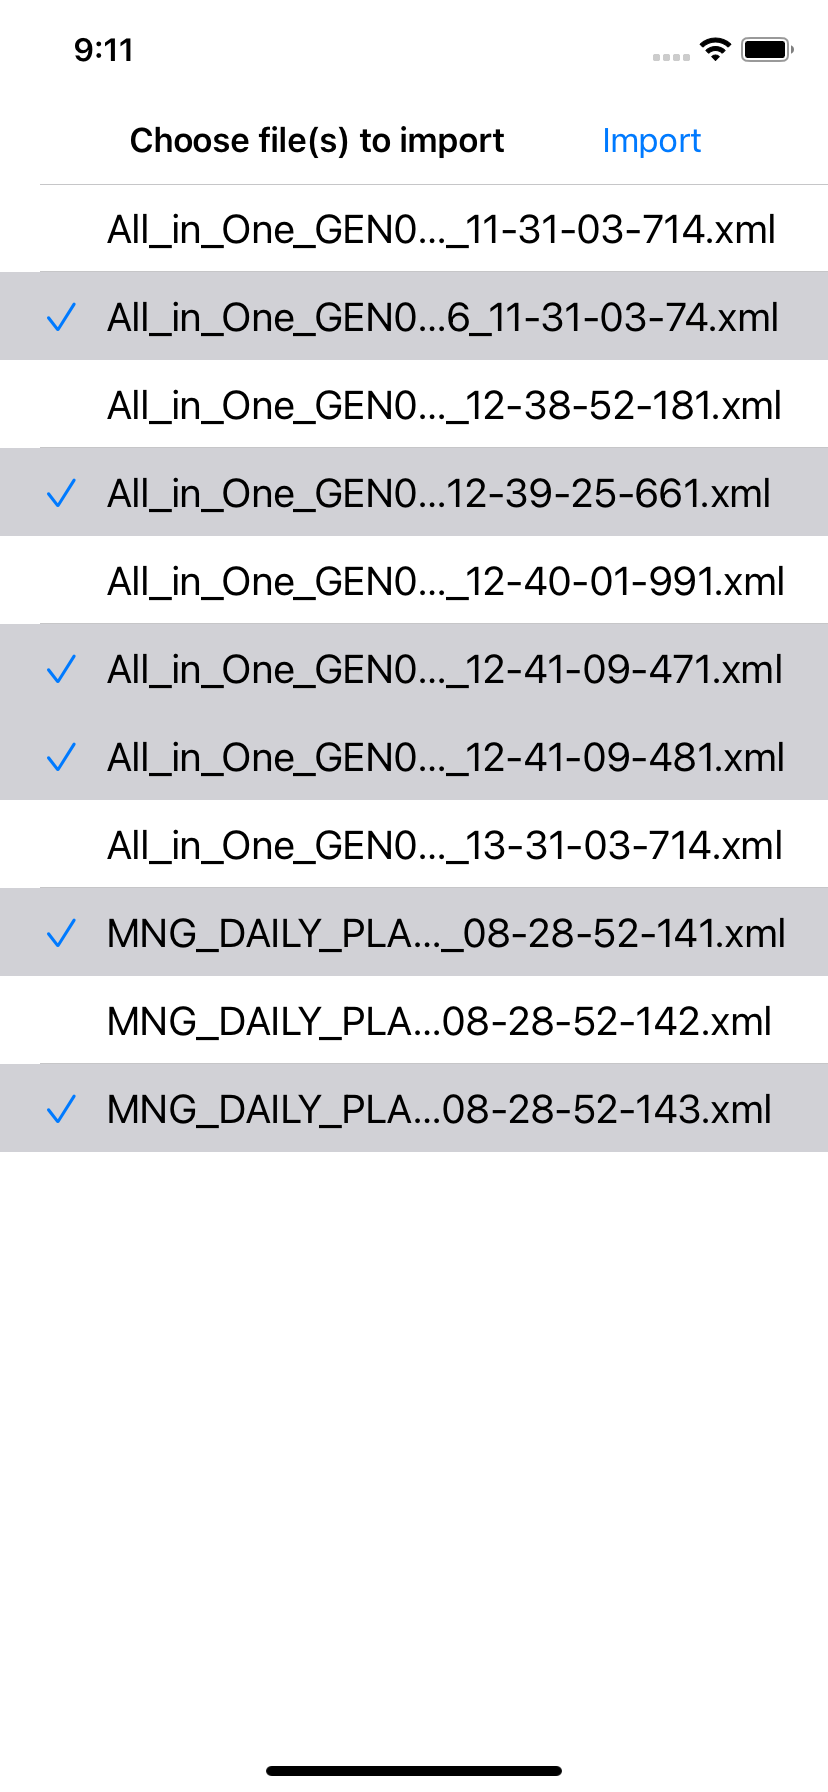 9:11
Choose file(s) to import Import
All_in_One_GEN0..._11-31-03-714.xml
All_in_One_GEN0...6_11-31-03-74.xml
All_in_One_GEN0..._12-38-52-181.xml
All_in_One_GEN0...12-39-25-661.xml
All_in_One_GEN0..._12-40-01-991.xml
All_in_One_GEN0..._12-41-09-471.xml
All_in_One_GEN0..._12-41-09-481.xml
All_in_One_GEN0..._13-31-03-714.xml
MNG_DAILY_PLA..._08-28-52-141.xml
MNG_DAILY_PLA...08-28-52-142.xml
MNG_DAILY_PLA...08-28-52-143.xml